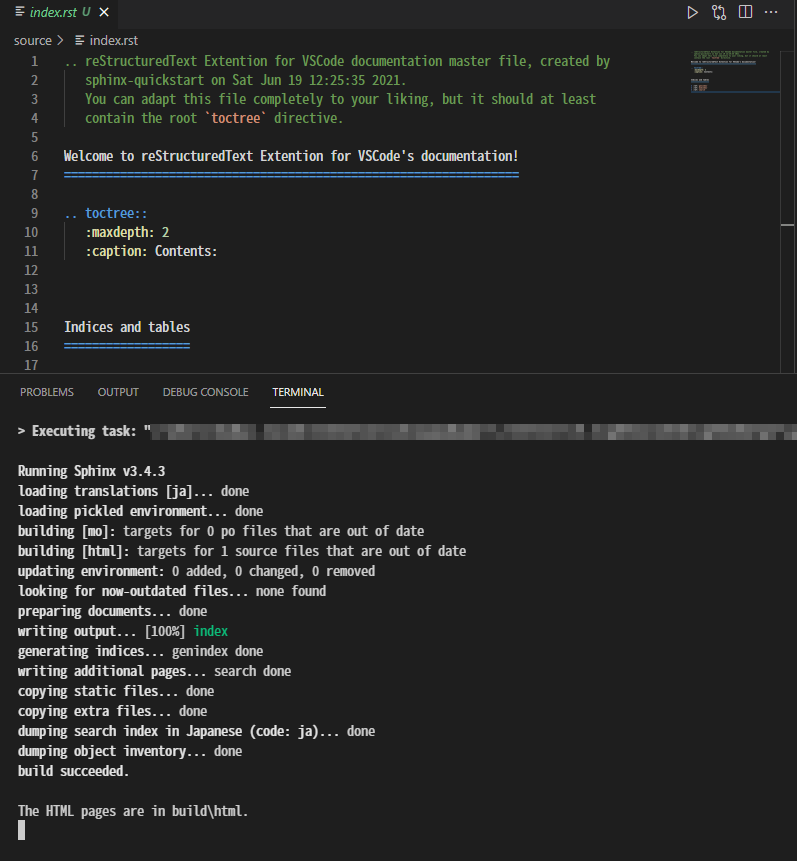 index.rst U
source > index.rst
1 .. reStructuredText Extention for VSCode documentation master file, created by
2 sphinx-quickstart on Sat Jun 19 12:25:35 2021.
3 You can adapt this file completely to your liking, but it should at least
4 contain the root `toctree` directive.
5
6 Welcome to reStructuredText Extention for VSCode's documentation!
7 =================================================================
8
9 .. toctree::
10 :maxdepth: 2
11 :caption: Contents:
12
13
14
15 Indices and tables
16 ==================
17
PROBLEMS OUTPUT DEBUG CONSOLE TERMINAL
> Executing task: "
Running Sphinx v3.4.3
loading translations [ja]... done
loading pickled environment... done
building [mo]: targets for 0 po files that are out of date
building [html]: targets for 1 source files that are out of date
updating environment: 0 added, 0 changed, 0 removed
looking for now-outdated files... none found
preparing documents... done
writing output... [100%] index
generating indices... genindex done
writing additional pages... search done
copying static files... done
copying extra files... done
dumping search index in Japanese (code: ja)... done
dumping object inventory... done
build succeeded.
The HTML pages are in build\html.